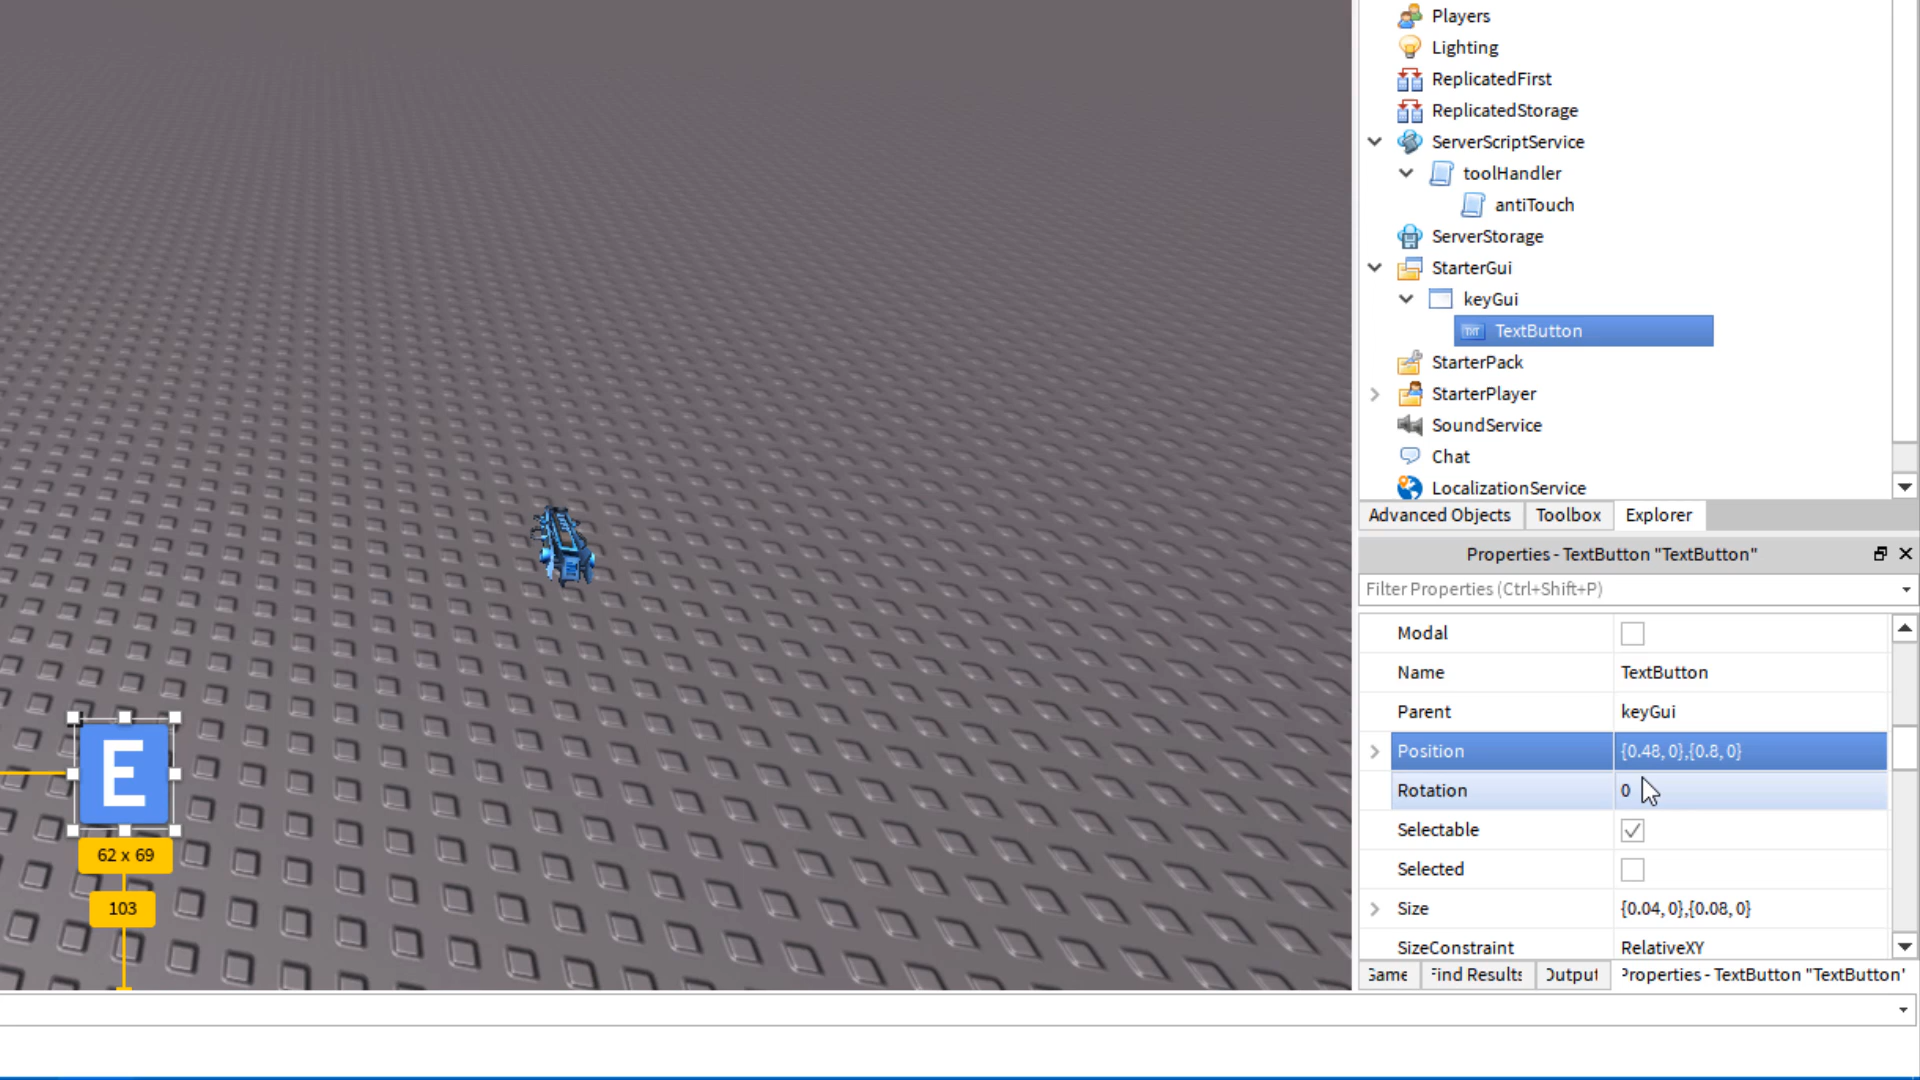 Players
Lighting
ReplicatedFirst
ReplicatedStorage
ServerScriptService
toolHandler
antiTouch
ServerStorage
StarterGui
keyGui
TXT TextButton
StarterPack
StarterPlayer
SoundService
Chat
LocalizationService
Advanced Objects Toolbox Explorer
Properties - TextButton "TextButton"
Filter Properties (Ctrl+Shift+P)
Modal
Name TextButton
Parent keyGui
Position {0.48, 0},{0.8, 0}
Rotation 0
Selectable
Selected
Size {0.04, 0},{0.08, 0}
SizeConstraint RelativeXY
Game Find Results Output Properties - TextButton "TextButton"
E
62 x 69
103